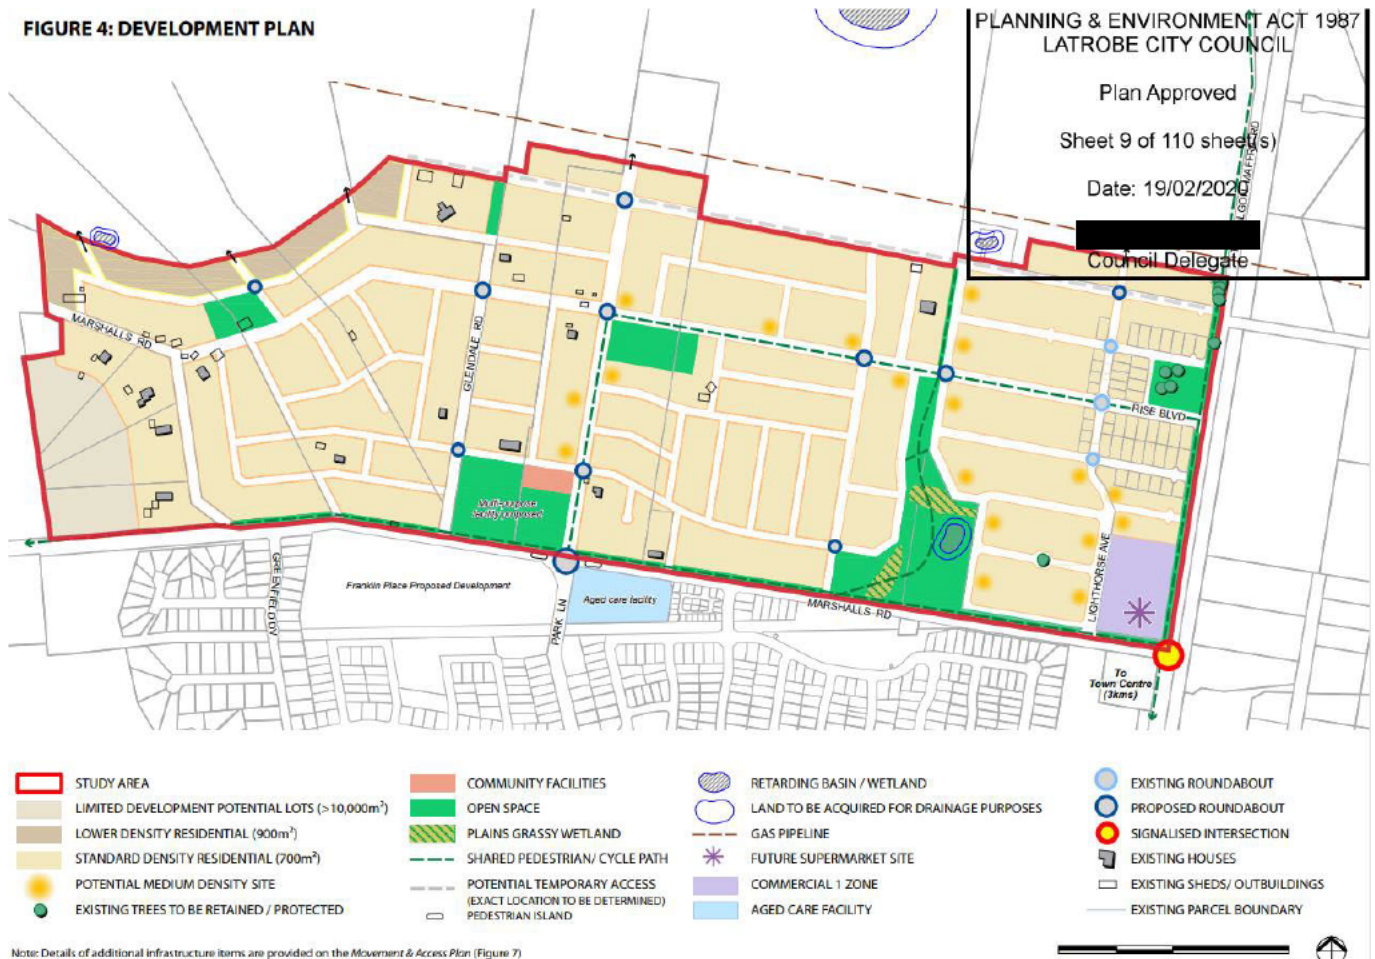 FIGURE 4: DEVELOPMENT PLAN
PLANNING & ENVIRONMENT ACT 1987
LATROBE CITY COUNCIL
Plan Approved
Sheet 9 of 110 sheet(s)
Date: 19/02/2020
Council Delegate
MARSHALLS RD
GLENDALE RD
RISE BLVD
Multi-purpose
facility proposed
GREENFIELD DV
Franklin Place Proposed Development
PARK LN
Aged care facility
MARSHALLS RD
LIGHTHORSE AVE
To
Town Centre
(3kms)
STUDY AREA
LIMITED DEVELOPMENT POTENTIAL LOTS (>10,000m²)
LOWER DENSITY RESIDENTIAL (900m²)
STANDARD DENSITY RESIDENTIAL (700m²)
POTENTIAL MEDIUM DENSITY SITE
EXISTING TREES TO BE RETAINED / PROTECTED
COMMUNITY FACILITIES
OPEN SPACE
PLAINS GRASSY WETLAND
SHARED PEDESTRIAN/ CYCLE PATH
POTENTIAL TEMPORARY ACCESS
(EXACT LOCATION TO BE DETERMINED)
PEDESTRIAN ISLAND
RETARDING BASIN / WETLAND
LAND TO BE ACQUIRED FOR DRAINAGE PURPOSES
GAS PIPELINE
FUTURE SUPERMARKET SITE
COMMERCIAL 1 ZONE
AGED CARE FACILITY
EXISTING ROUNDABOUT
PROPOSED ROUNDABOUT
SIGNALISED INTERSECTION
EXISTING HOUSES
EXISTING SHEDS/ OUTBUILDINGS
EXISTING PARCEL BOUNDARY
Note: Details of additional infrastructure items are provided on the Movement & Access Plan (Figure 7)